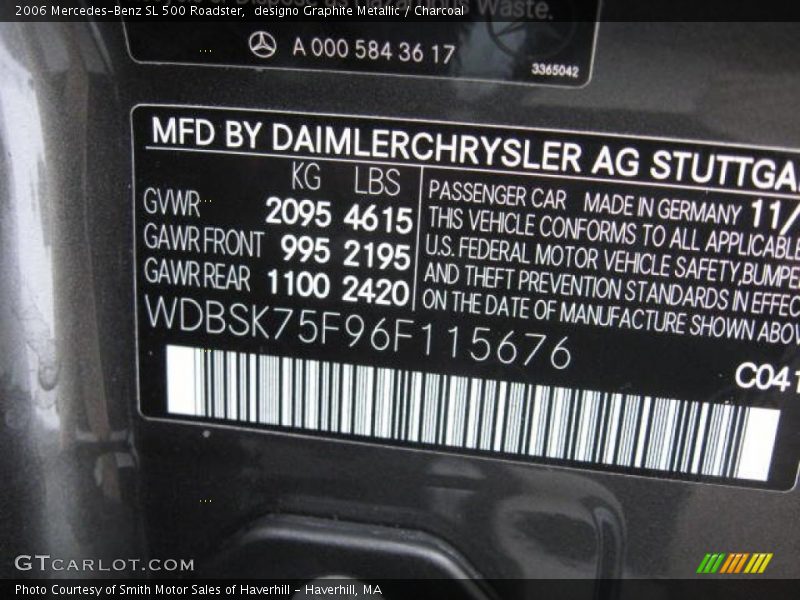 2006 Mercedes-Benz SL 500 Roadster,  designo Graphite Metallic / Charcoal
Waste.
A 000 584 36 17
3365042
MFD BY DAIMLERCHRYSLER AG STUTTGA
KG LBS
GVWR 2095 4615
GAWR FRONT 995 2195
GAWR REAR 1100 2420
PASSENGER CAR MADE IN GERMANY 11/
THIS VEHICLE CONFORMS TO ALL APPLICABLE
U.S. FEDERAL MOTOR VEHICLE SAFETY, BUMPE
AND THEFT PREVENTION STANDARDS IN EFFEC
ON THE DATE OF MANUFACTURE SHOWN ABOV
WDBSK75F96F115676
C041
GTCARLOT.COM
Photo Courtesy of Smith Motor Sales of Haverhill - Haverhill, MA